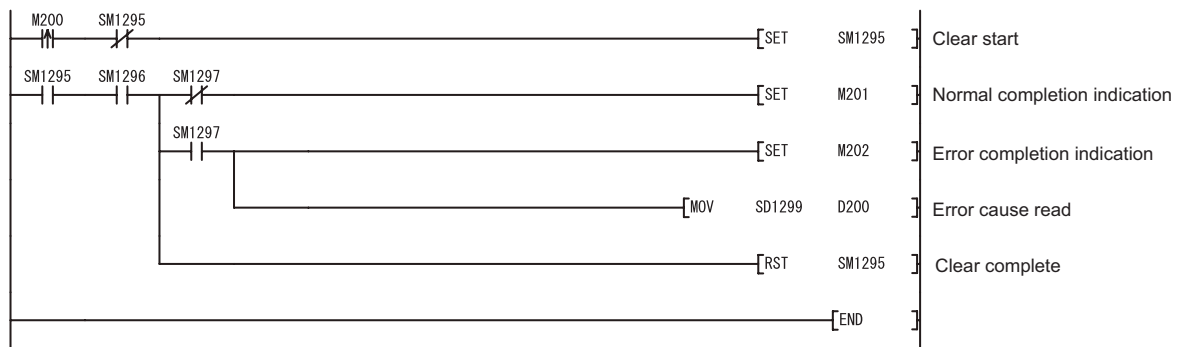 M200 SM1295
SET SM1295 Clear start
SM1295 SM1296 SM1297
SET M201 Normal completion indication
SM1297
SET M202 Error completion indication
MOV SD1299 D200 Error cause read
RST SM1295 Clear complete
END